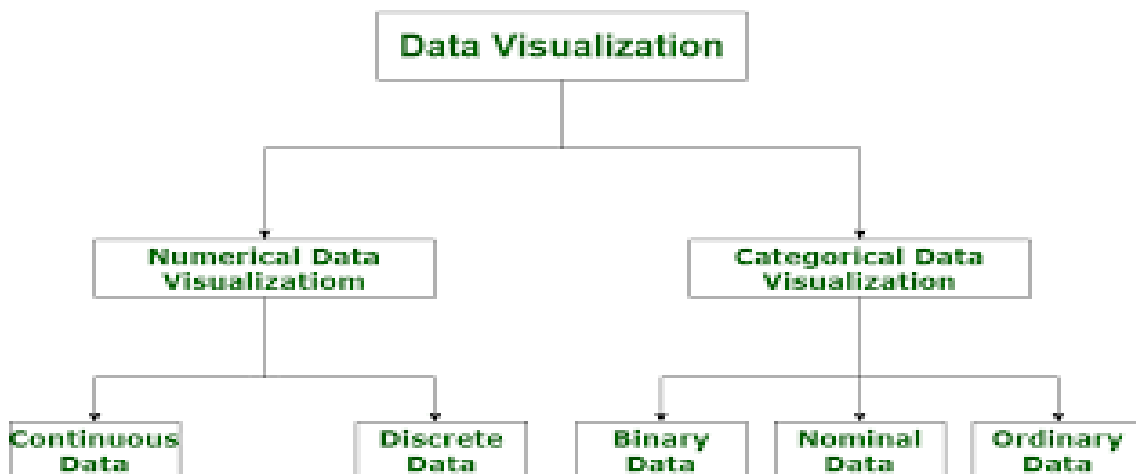 Data Visualization
Numerical Data
Visualizatiom
Categorical Data
Visualization
Continuous
Data
Discrete
Data
Binary
Data
Nominal
Data
Ordinary
Data